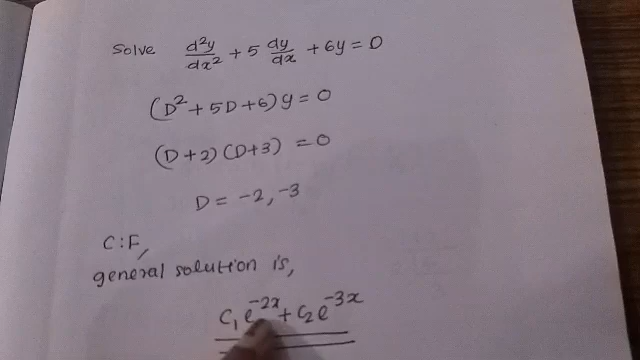 Solve d²y/dx² + 5 dy/dx + 6y = 0
(D² + 5D + 6) y = 0
(D + 2) (D + 3) = 0
D = -2, -3
C:F,
general solution is,
C₁e⁻²ˣ + C₂e⁻³ˣ